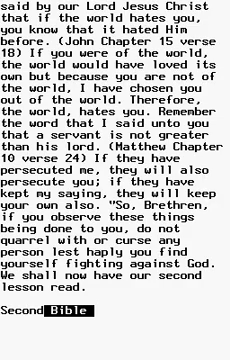 said by our Lord Jesus Christ
that if the world hates you,
you know that it hated Him
before. (John Chapter 15 verse
18) If you were of the world,
the world would have loved its
own but because you are not of
the world, I have chosen you
out of the world. Therefore,
the world, hates you. Remember
the word that I said unto you
that a servant is not greater
than his lord. (Matthew Chapter
10 verse 24) If they have
persecuted me, they will also
persecute you; if they have
kept my saying, they will keep
your own also. "So, Brethren,
if you observe these things
being done to you, do not
quarrel with or curse any
person lest haply you find
yourself fighting against God.
We shall now have our second
lesson read.
Second Bible